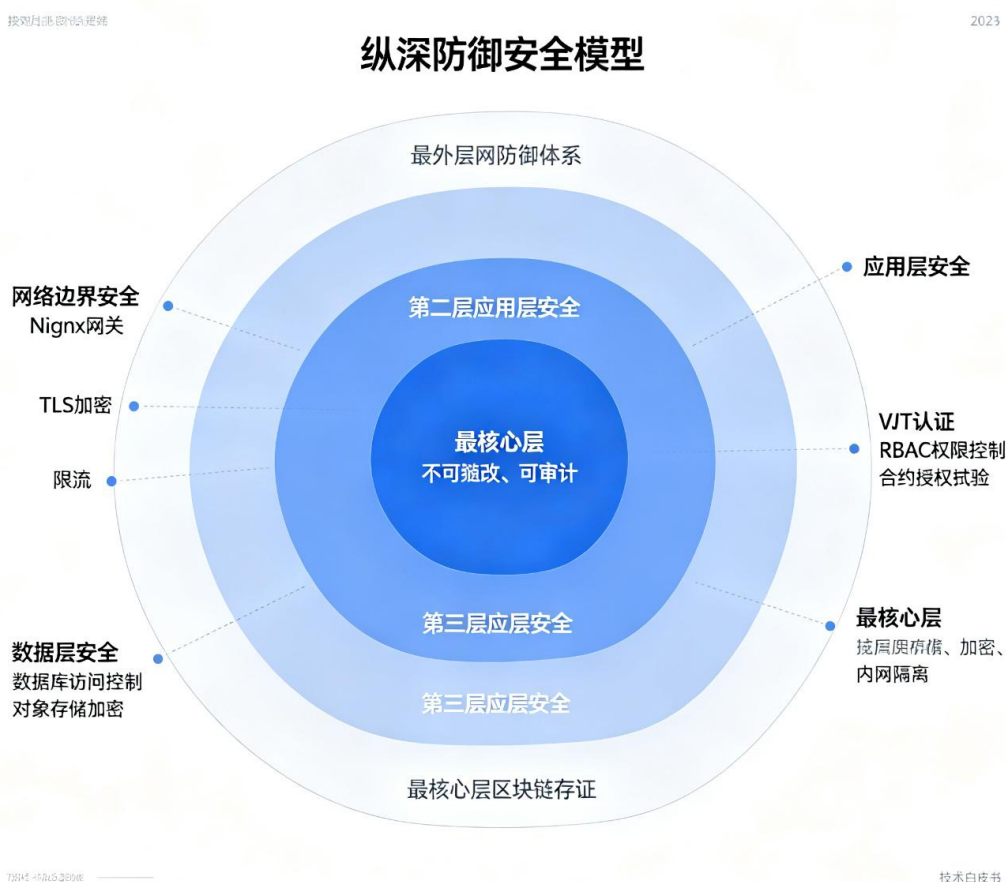 2023
纵深防御安全模型
最外层网防御体系
应用层安全
网络边界安全
Nignx网关
第二层应用层安全
TLS加密
VJT认证
RBAC权限控制
合约授权拭验
最核心层
不可篡改、可审计
限流
第三层应层安全
最核心层
、加密、
内网隔离
数据层安全
数据库访问控制
对象存储加密
第三层应层安全
最核心层区块链存证
技术白皮书